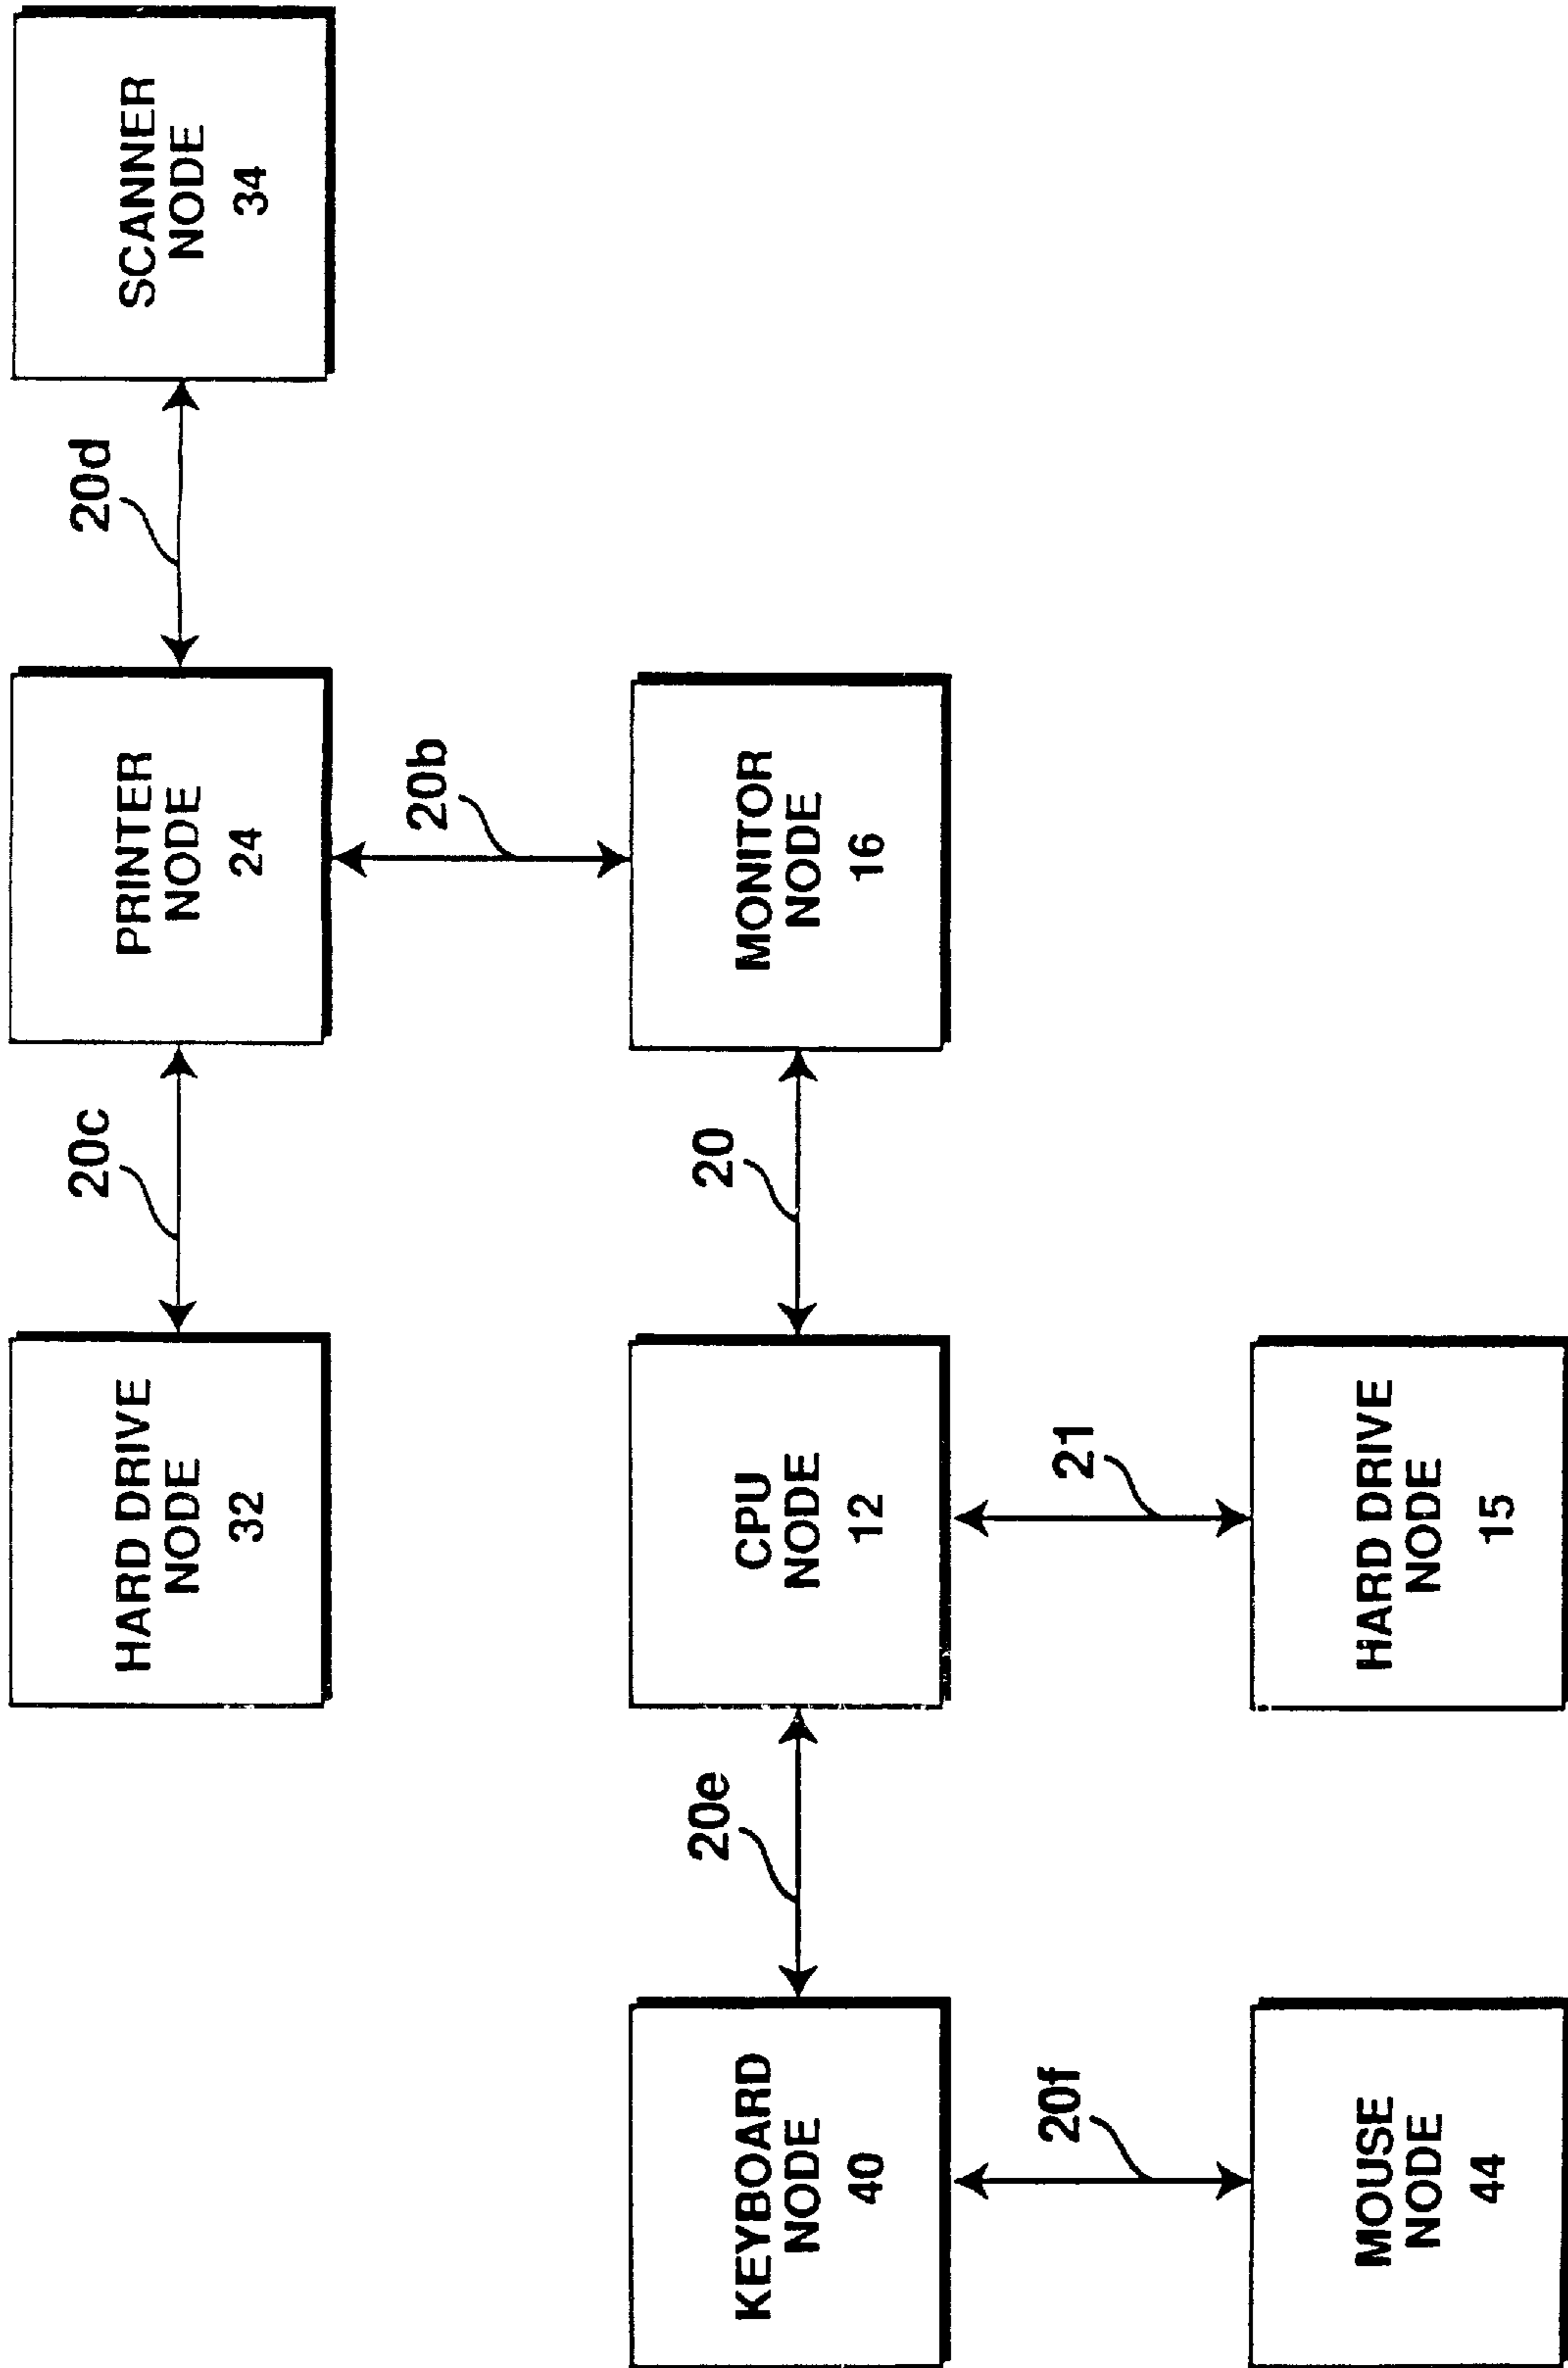 HARD DRIVE
NODE
32
20c
PRINTER
NODE
24
20d
SCANNER
NODE
34
20b
KEYBOARD
NODE
40
20e
CPU
NODE
12
20
MONITOR
NODE
16
20f
21
MOUSE
NODE
44
HARD DRIVE
NODE
15